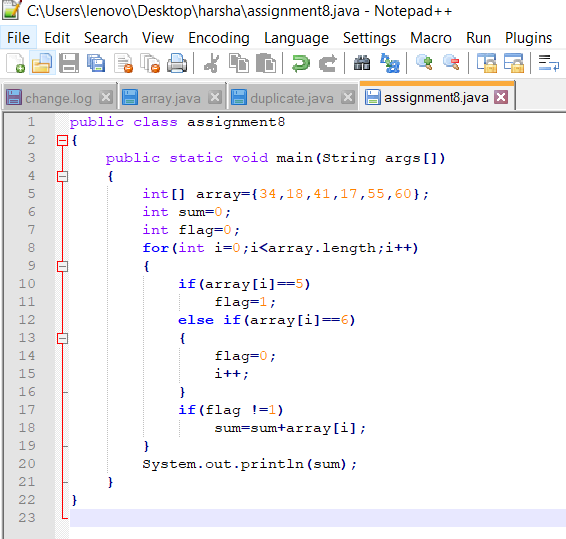 C:\Users\lenovo\Desktop\harsha\assignment8.java - Notepad++
File Edit Search View Encoding Language Settings Macro Run Plugins
change.log array.java duplicate.java assignment8.java
1 public class assignment8
2 {
3 public static void main(String args[])
4 {
5 int[] array={34,18,41,17,55,60};
6 int sum=0;
7 int flag=0;
8 for(int i=0;i<array.length;i++)
9 {
10 if(array[i]==5)
11 flag=1;
12 else if(array[i]==6)
13 {
14 flag=0;
15 i++;
16 }
17 if(flag !=1)
18 sum=sum+array[i];
19 }
20 System.out.println(sum);
21 }
22 }
23